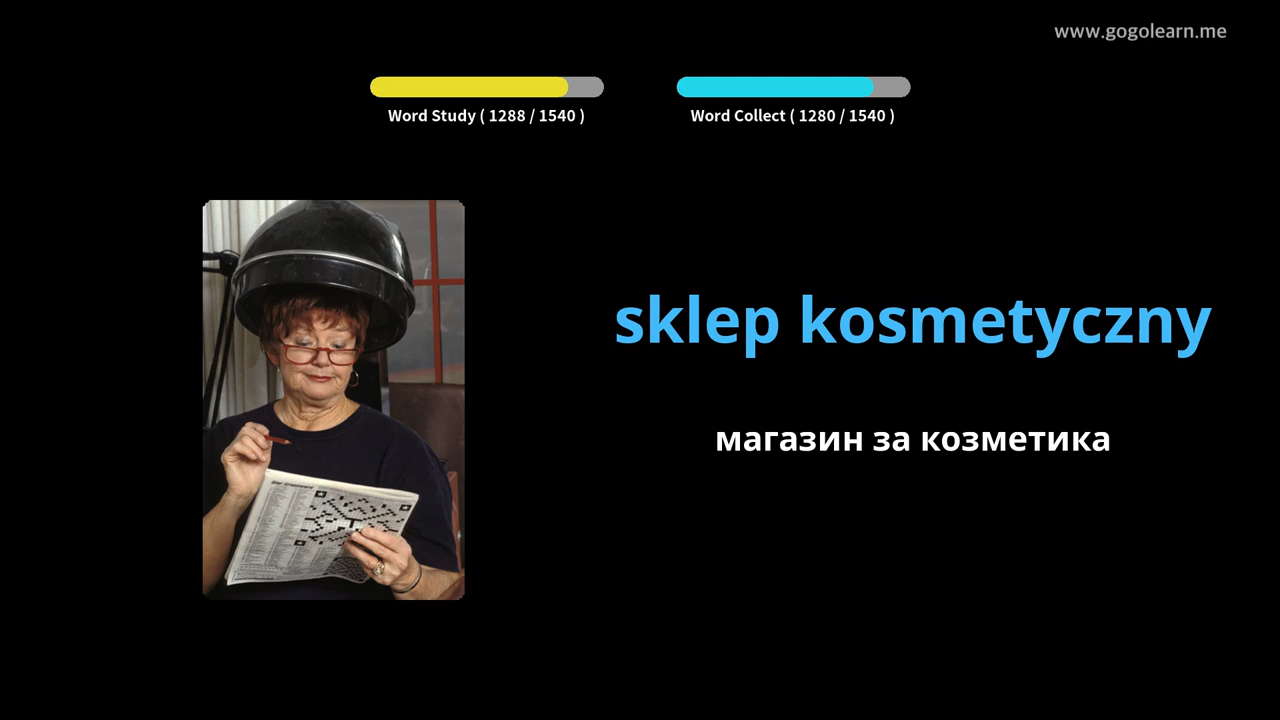 www.gogolearn.me
Word Study ( 1288 / 1540 )
Word Collect ( 1280 / 1540 )
sklep kosmetyczny
магазин за козметика